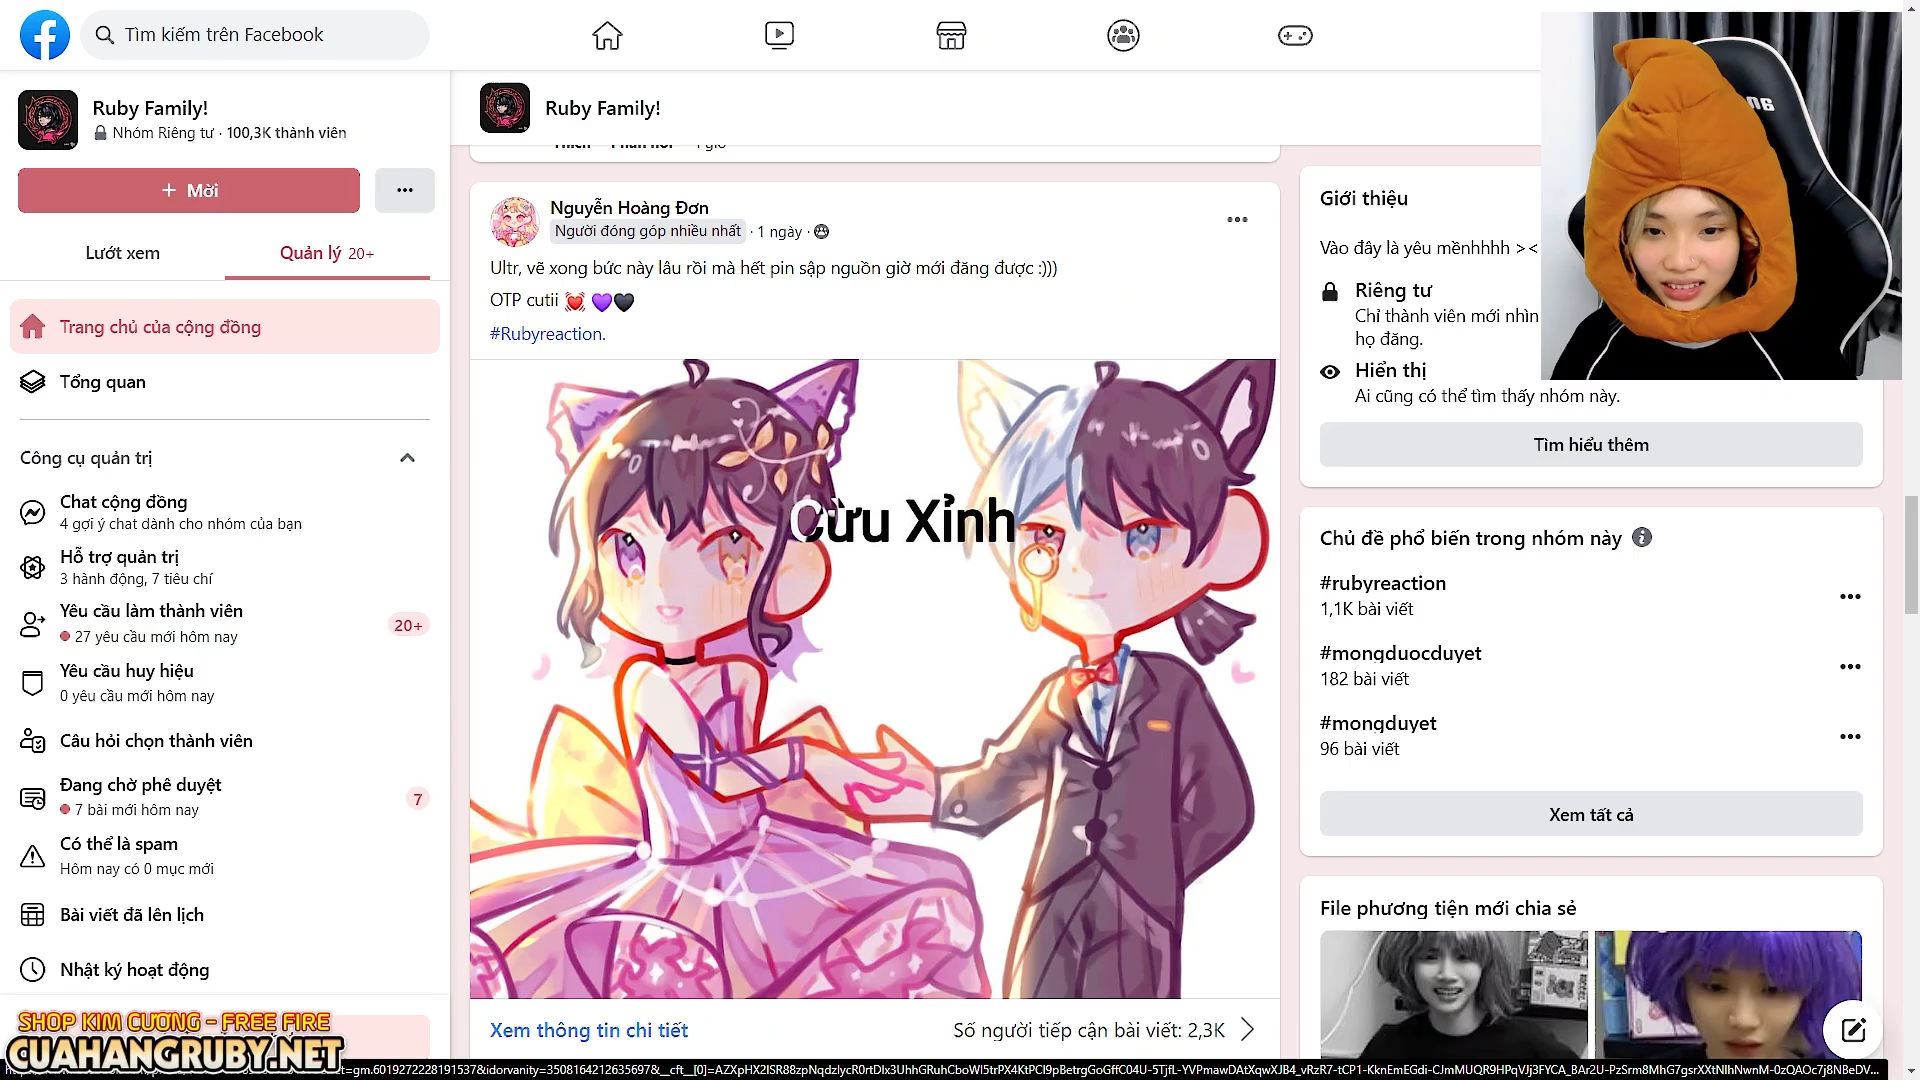 Tìm kiếm trên Facebook
Ruby Family!
Nhóm Riêng tư · 100,3K thành viên
+ Mời
Lướt xem
Quản lý 20+
Trang chủ của cộng đồng
Tổng quan
Công cụ quản trị
Chat cộng đồng
4 gợi ý chat dành cho nhóm của bạn
Hỗ trợ quản trị
3 hành động, 7 tiêu chí
Yêu cầu làm thành viên
27 yêu cầu mới hôm nay
20+
Yêu cầu huy hiệu
0 yêu cầu mới hôm nay
Câu hỏi chọn thành viên
Đang chờ phê duyệt
7 bài mới hôm nay
7
Có thể là spam
Hôm nay có 0 mục mới
Bài viết đã lên lịch
Nhật ký hoạt động
SHOP KIM CƯƠNG - FREE FIRE
CUAHANGRUBY.NET
Ruby Family!
Nguyễn Hoàng Đơn
Người đóng góp nhiều nhất · 1 ngày ·
Ultr, vẽ xong bức này lâu rồi mà hết pin sập nguồn giờ mới đăng được :)))
OTP cutii 💓 💜🖤
#Rubyreaction.
Cừu Xỉnh
Xem thông tin chi tiết
Số người tiếp cận bài viết: 2,3K
Giới thiệu
Vào đây là yêu mềnhhhh ><
Riêng tư
Chỉ thành viên mới nhìn
họ đăng.
Hiển thị
Ai cũng có thể tìm thấy nhóm này.
Tìm hiểu thêm
Chủ đề phổ biến trong nhóm này
#rubyreaction
1,1K bài viết
#mongduocduyet
182 bài viết
#mongduyet
96 bài viết
Xem tất cả
File phương tiện mới chia sẻ